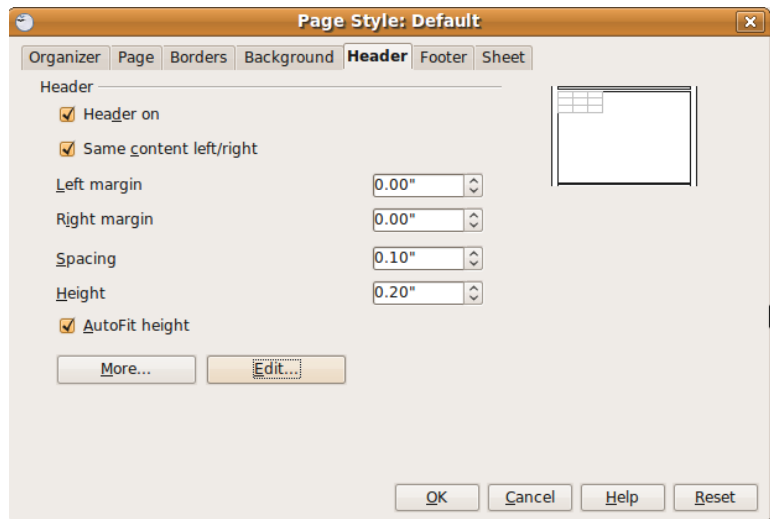 Page Style: Default
Organizer Page Borders Background Header Footer Sheet
Header
Header on
Same content left/right
Left margin 0.00"
Right margin 0.00"
Spacing 0.10"
Height 0.20"
AutoFit height
More... Edit...
OK Cancel Help Reset